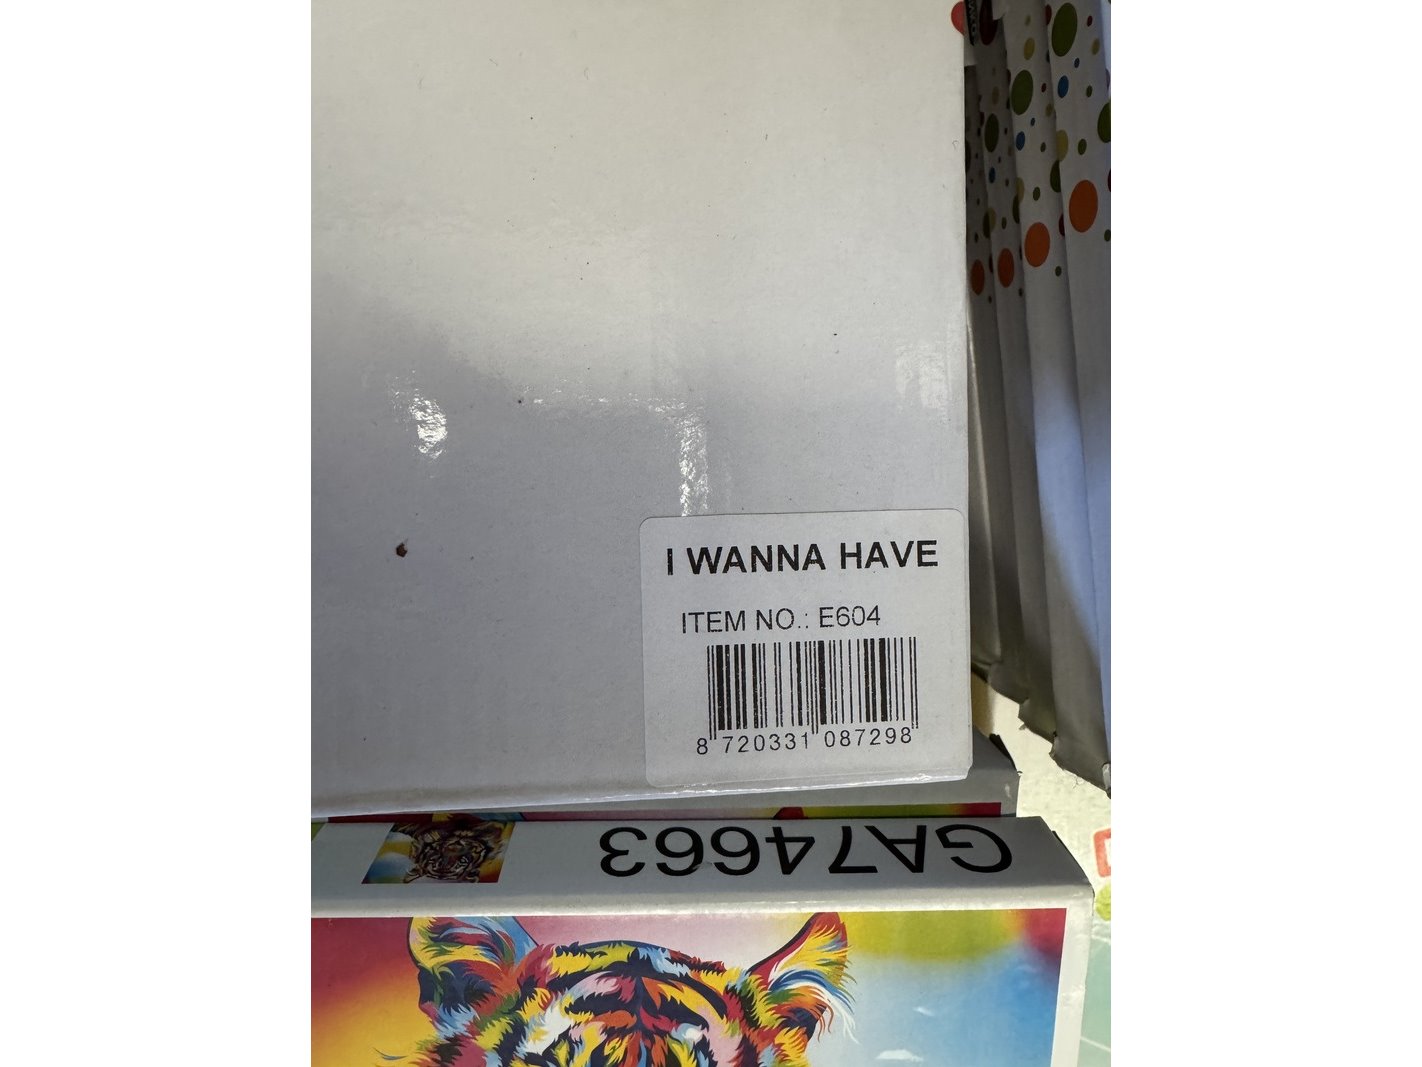 I WANNA HAVE
ITEM NO.: E604
8 720331 087298
GA74663